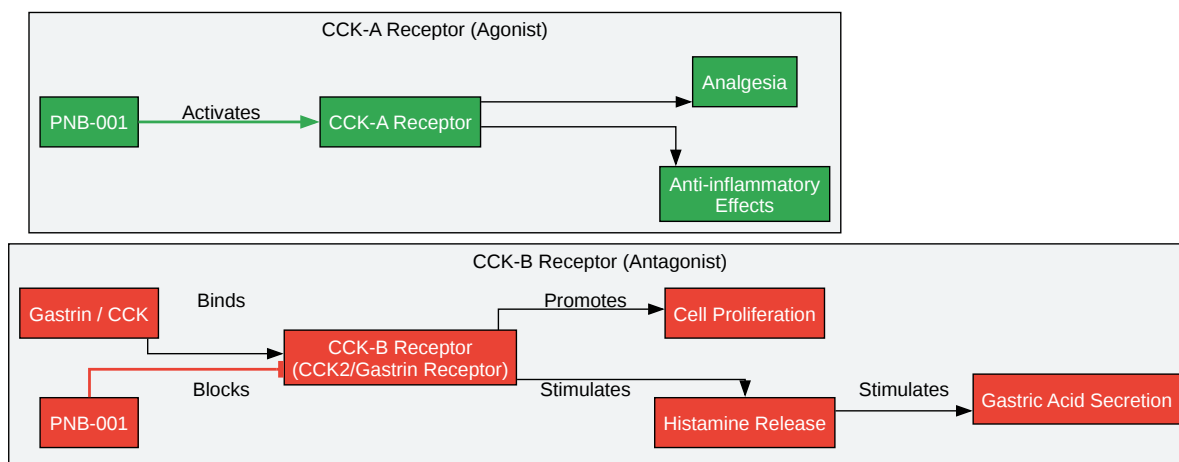 CCK-A Receptor (Agonist)
PNB-001
Activates
CCK-A Receptor
Analgesia
Anti-inflammatory
Effects
CCK-B Receptor (Antagonist)
Gastrin / CCK
Binds
PNB-001
Blocks
CCK-B Receptor
(CCK2/Gastrin Receptor)
Promotes
Cell Proliferation
Stimulates
Histamine Release
Stimulates
Gastric Acid Secretion